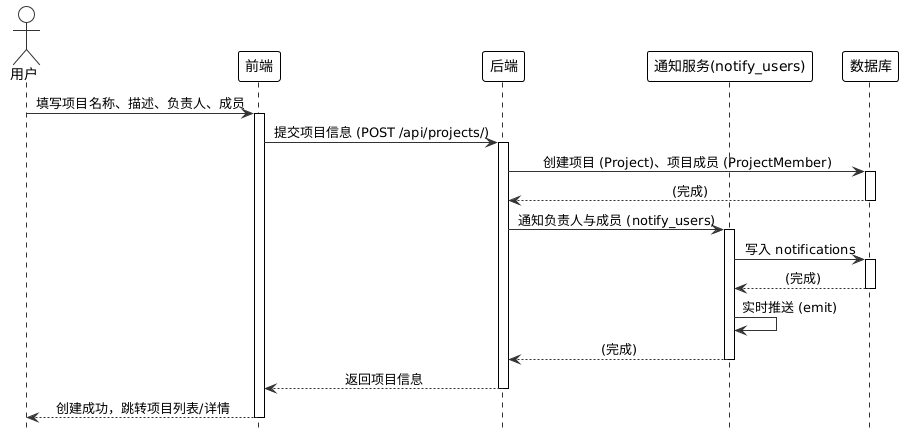 用户
前端
后端
通知服务(notify_users)
数据库
填写项目名称、描述、负责人、成员
提交项目信息 (POST /api/projects/)
创建项目 (Project)、项目成员 (ProjectMember)
(完成)
通知负责人与成员 (notify_users)
写入 notifications
(完成)
实时推送 (emit)
(完成)
返回项目信息
创建成功，跳转项目列表/详情